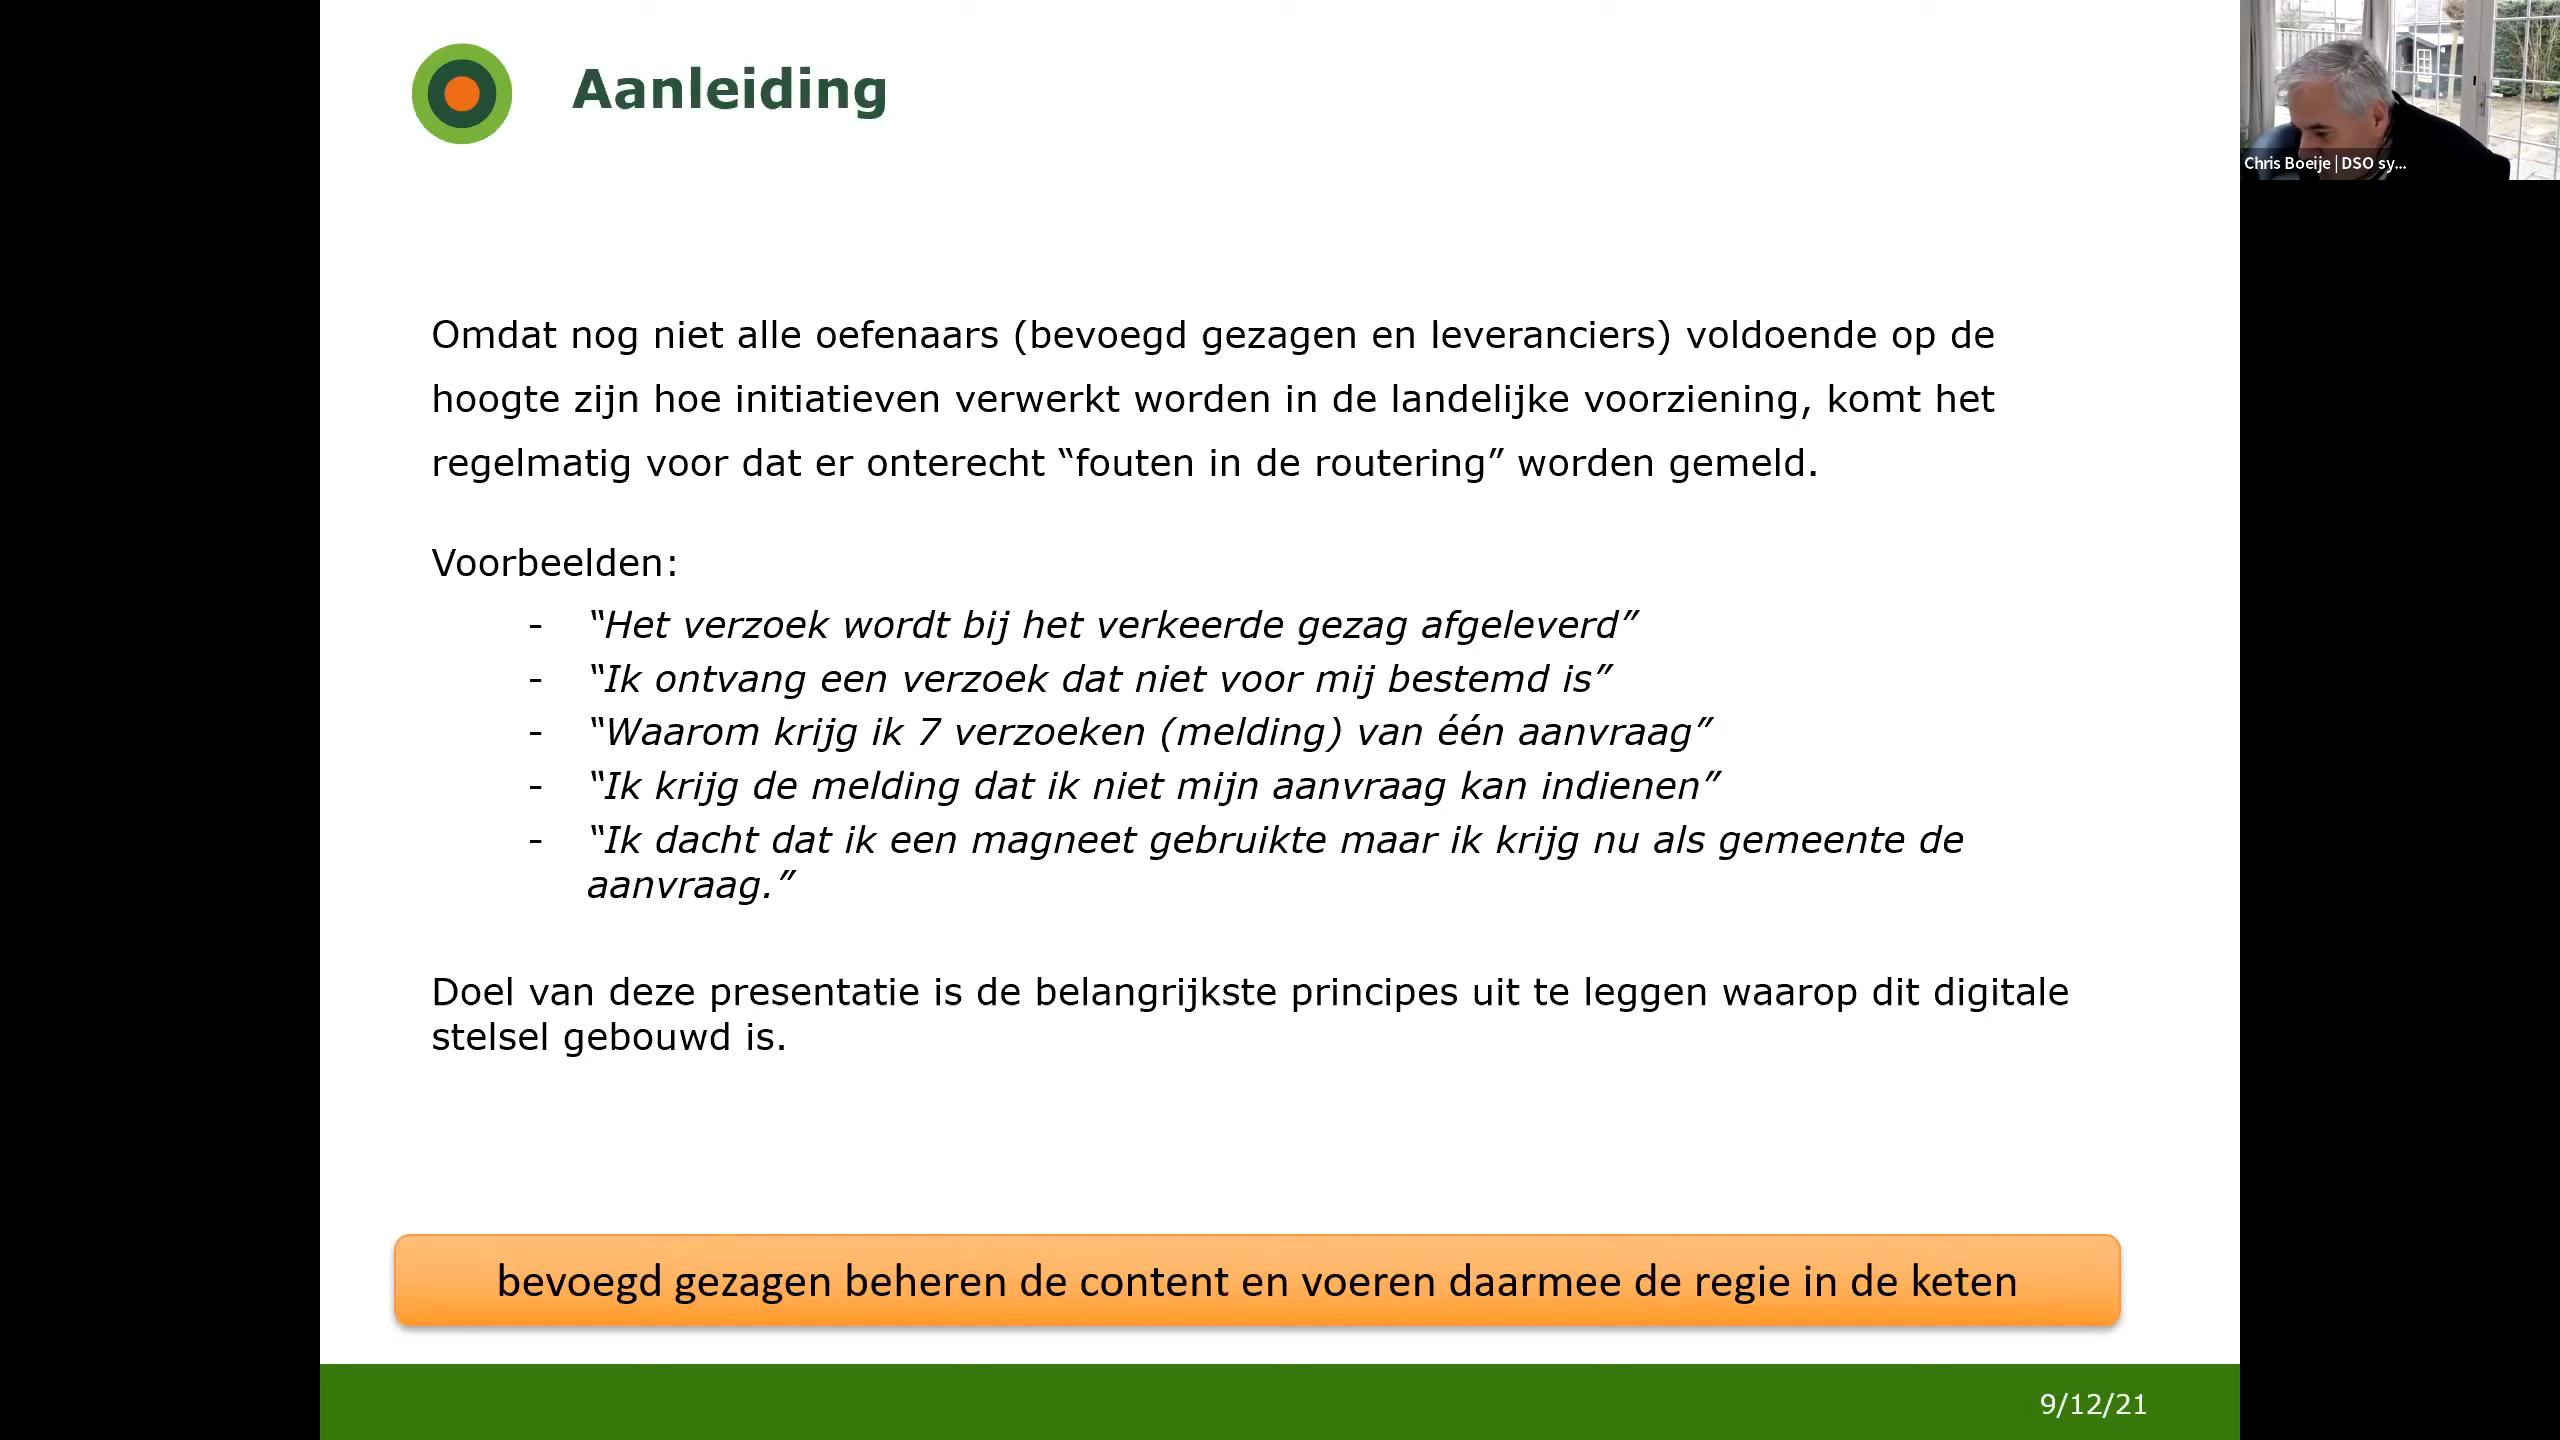 Aanleiding
Chris Boeije | DSO sy...
Omdat nog niet alle oefenaars (bevoegd gezagen en leveranciers) voldoende op de
hoogte zijn hoe initiatieven verwerkt worden in de landelijke voorziening, komt het
regelmatig voor dat er onterecht “fouten in de routering” worden gemeld.
Voorbeelden:
- “Het verzoek wordt bij het verkeerde gezag afgeleverd”
- “Ik ontvang een verzoek dat niet voor mij bestemd is”
- “Waarom krijg ik 7 verzoeken (melding) van één aanvraag”
- “Ik krijg de melding dat ik niet mijn aanvraag kan indienen”
- “Ik dacht dat ik een magneet gebruikte maar ik krijg nu als gemeente de
aanvraag.”
Doel van deze presentatie is de belangrijkste principes uit te leggen waarop dit digitale
stelsel gebouwd is.
bevoegd gezagen beheren de content en voeren daarmee de regie in de keten
9/12/21